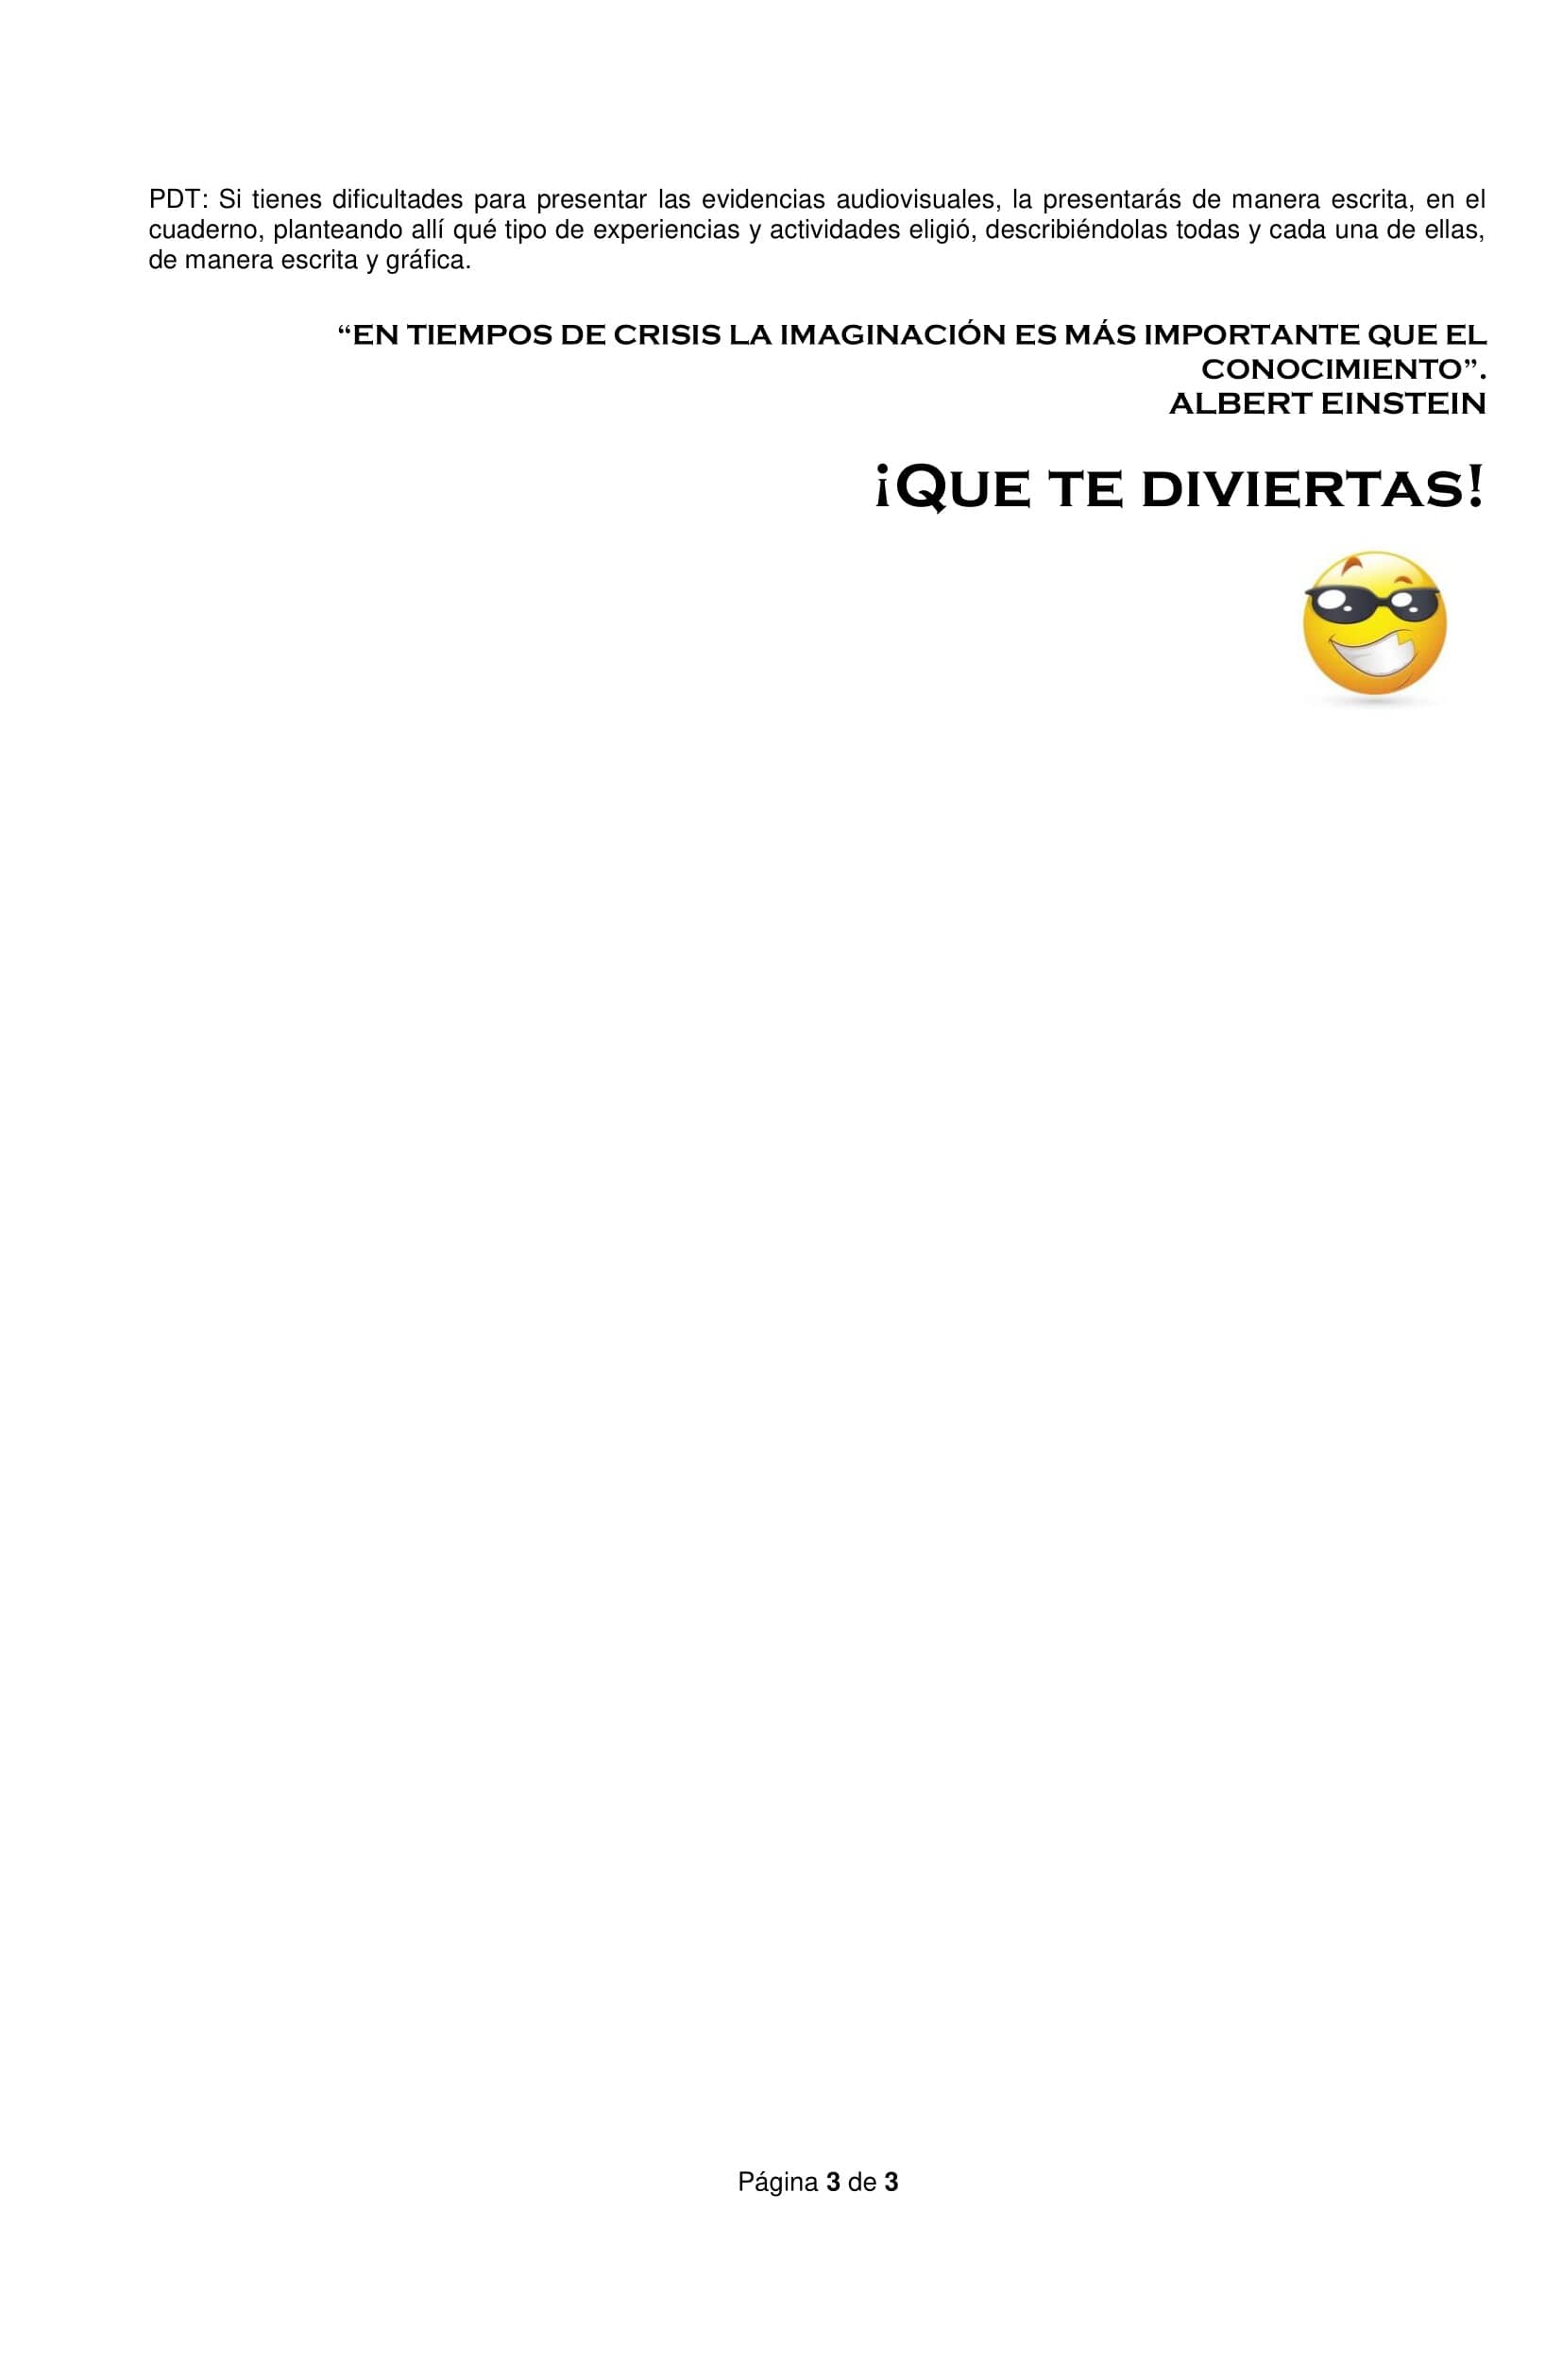 PDT: Si tienes dificultades para presentar las evidencias audiovisuales, la presentarás de manera escrita, en el
cuaderno, planteando allí qué tipo de experiencias y actividades eligió, describiéndolas todas y cada una de ellas,
de manera escrita y gráfica.
“EN TIEMPOS DE CRISIS LA IMAGINACIÓN ES MÁS IMPORTANTE QUE EL
CONOCIMIENTO”.
ALBERT EINSTEIN
¡QUE TE DIVIERTAS!
Página 3 de 3